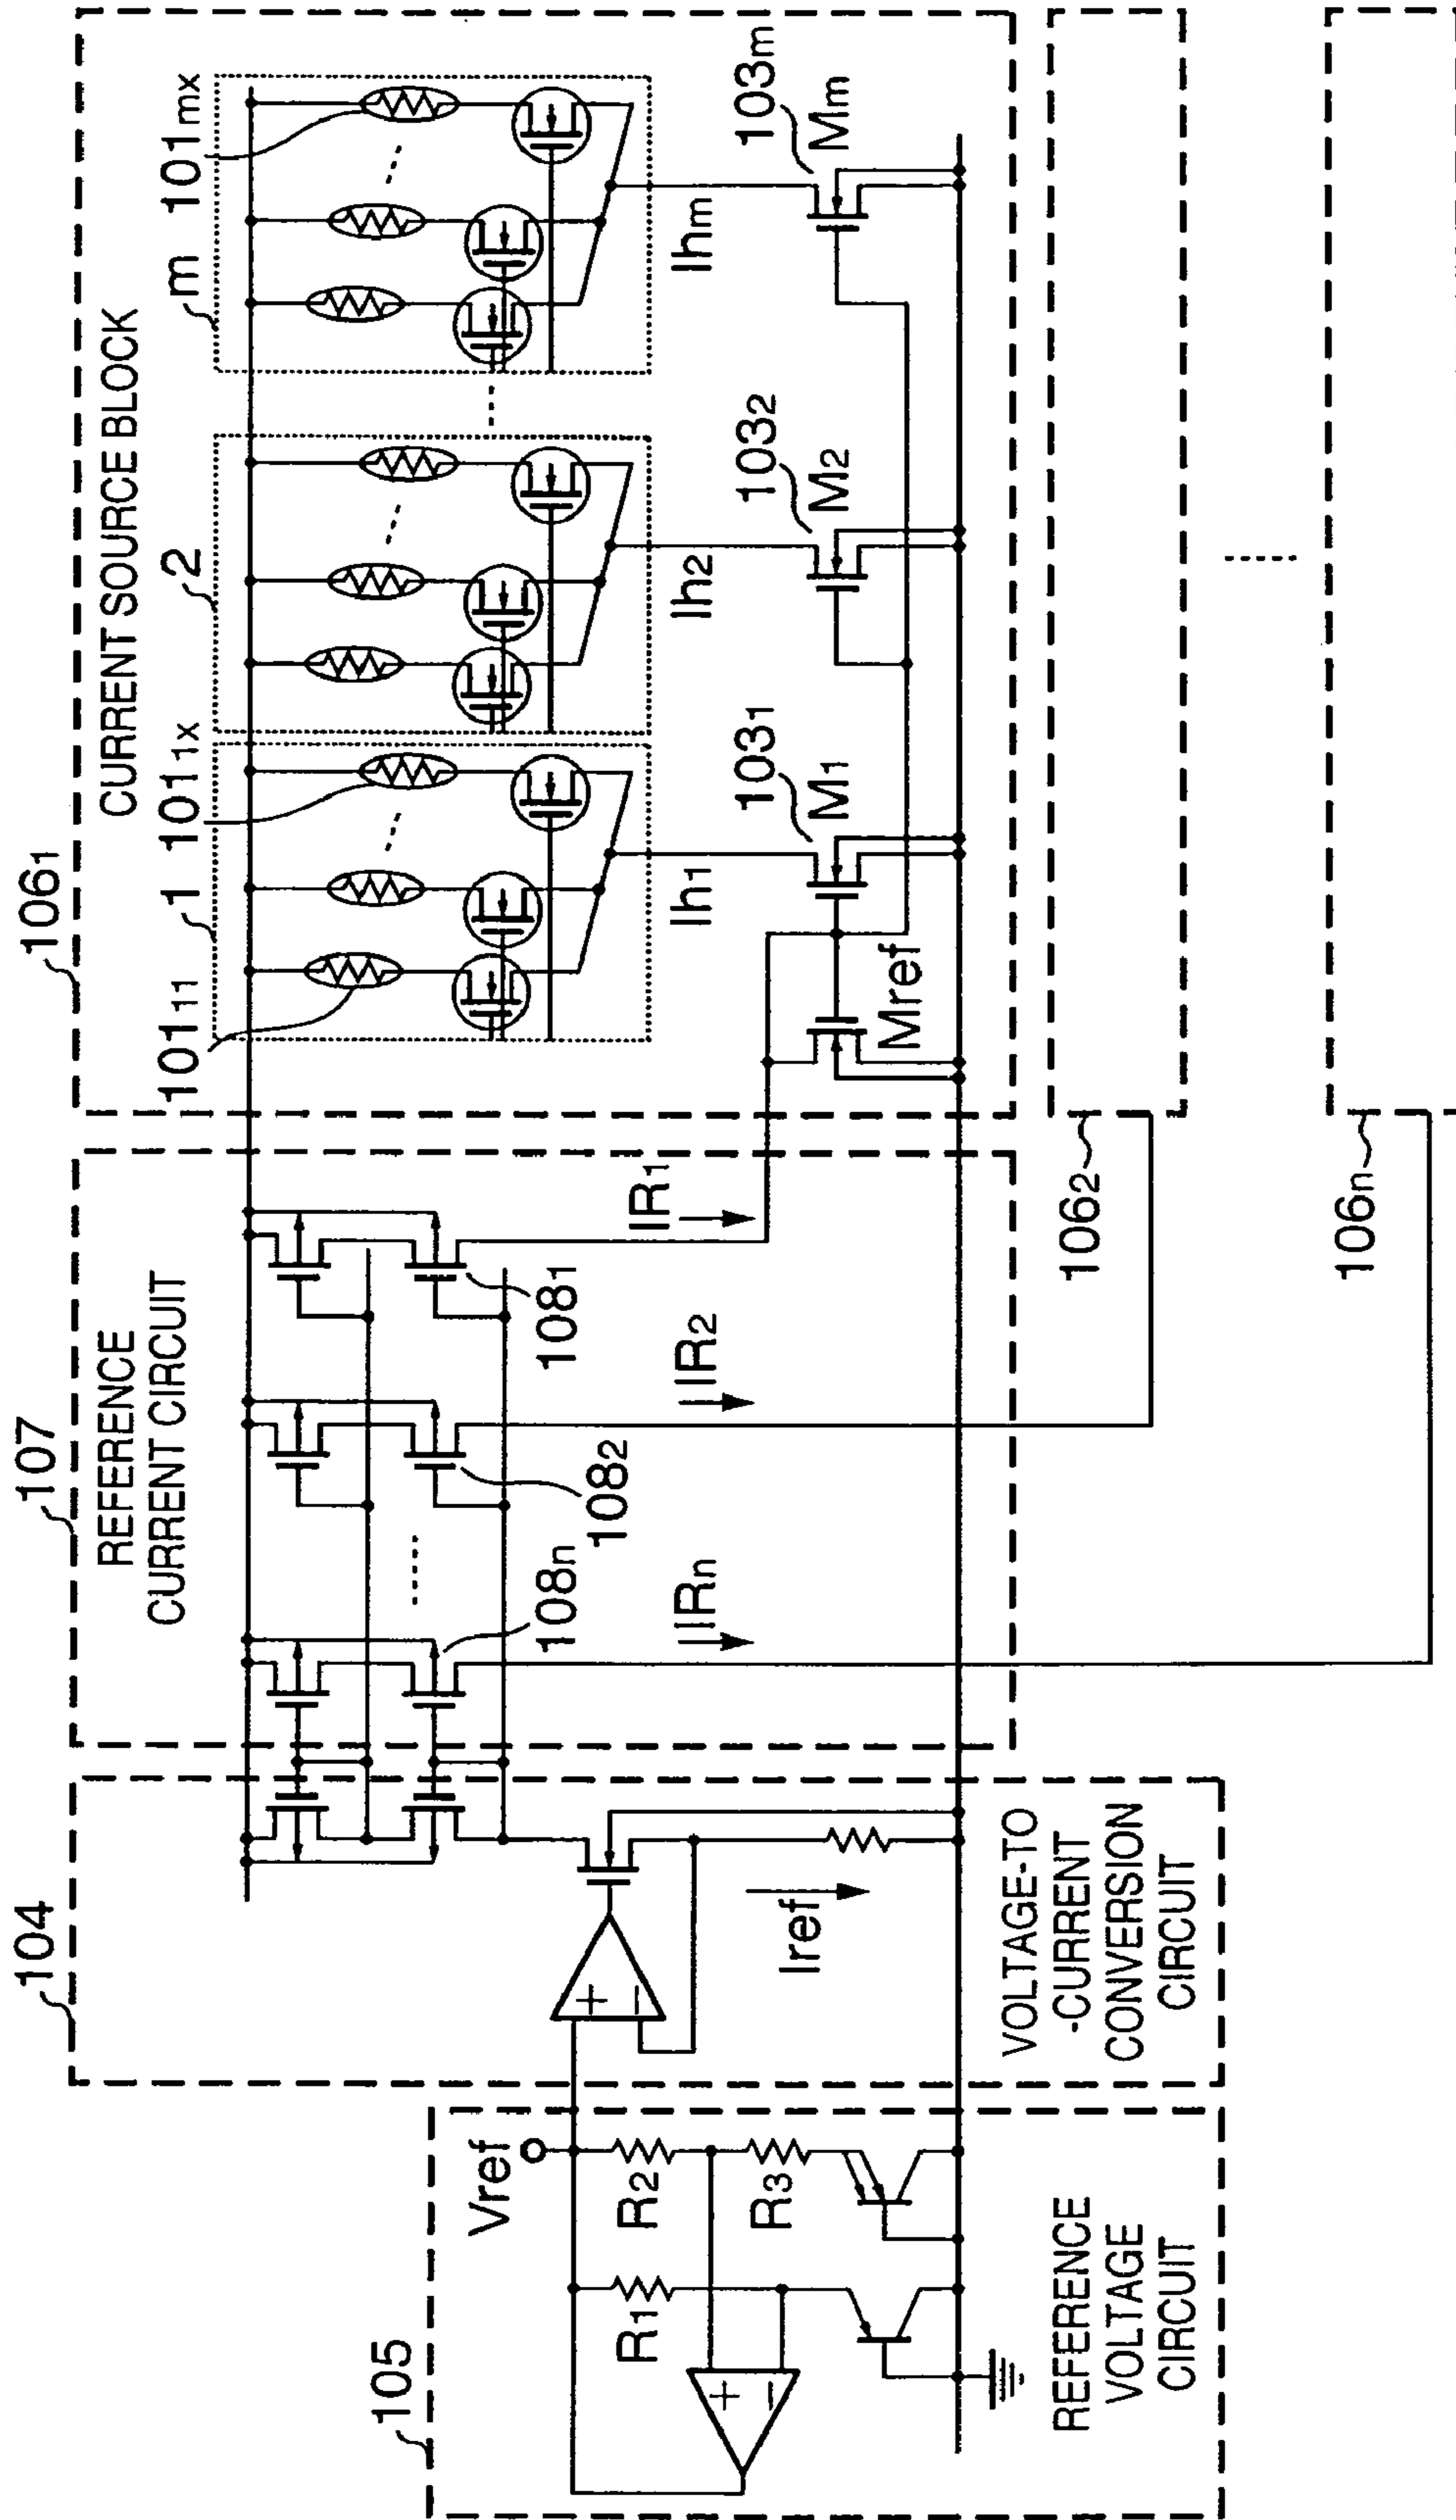 105
104
107
106₁
Vref
R₁
R₂
R₃
+
−
REFERENCE
VOLTAGE
CIRCUIT
+
−
Iref
VOLTAGE-TO
-CURRENT
CONVERSION
CIRCUIT
REFERENCE
CURRENT CIRCUIT
108ₙ
108₂
108₁
IRₙ
IR₂
IR₁
CURRENT SOURCE BLOCK
101₁₁
1
101₁ₓ
2
m
101ₘₓ
Ih₁
Ih₂
Ihₘ
103₁
103₂
103ₘ
Mref
M₁
M₂
Mₘ
106₂
106ₙ